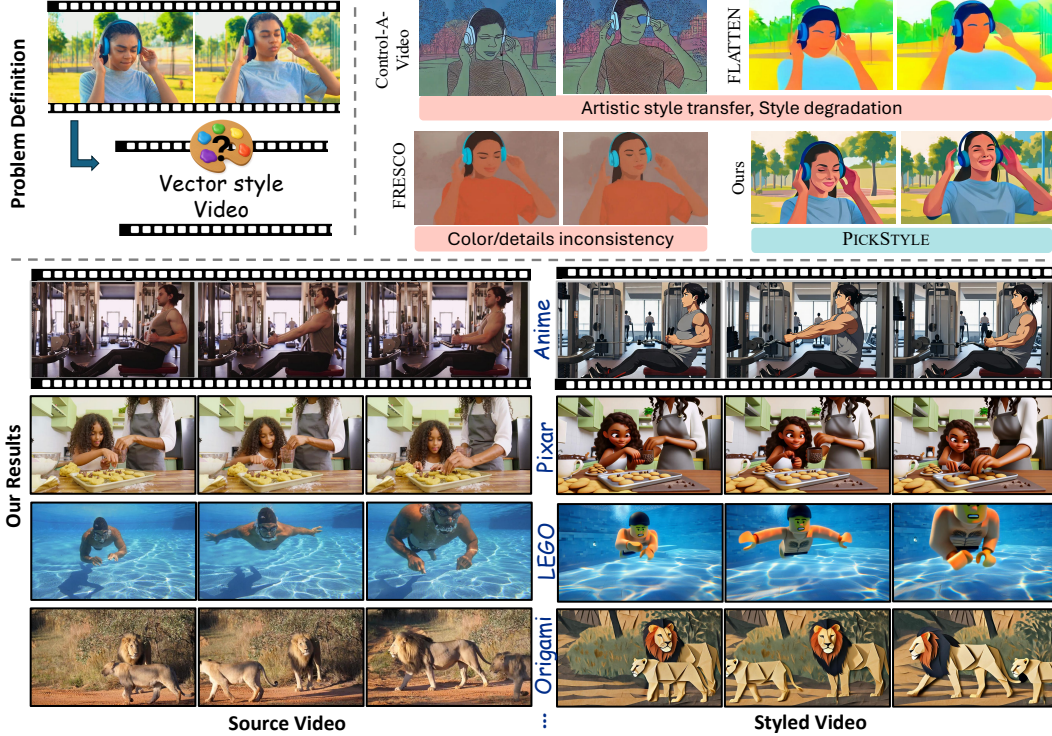 Problem Definition
?
Vector style
Video
Control-A-
Video
FLATTEN
Artistic style transfer, Style degradation
FRESCO
Ours
Color/details inconsistency
PICKSTYLE
Our Results
Anime
Pixar
LEGO
Origami
...
Source Video
Styled Video